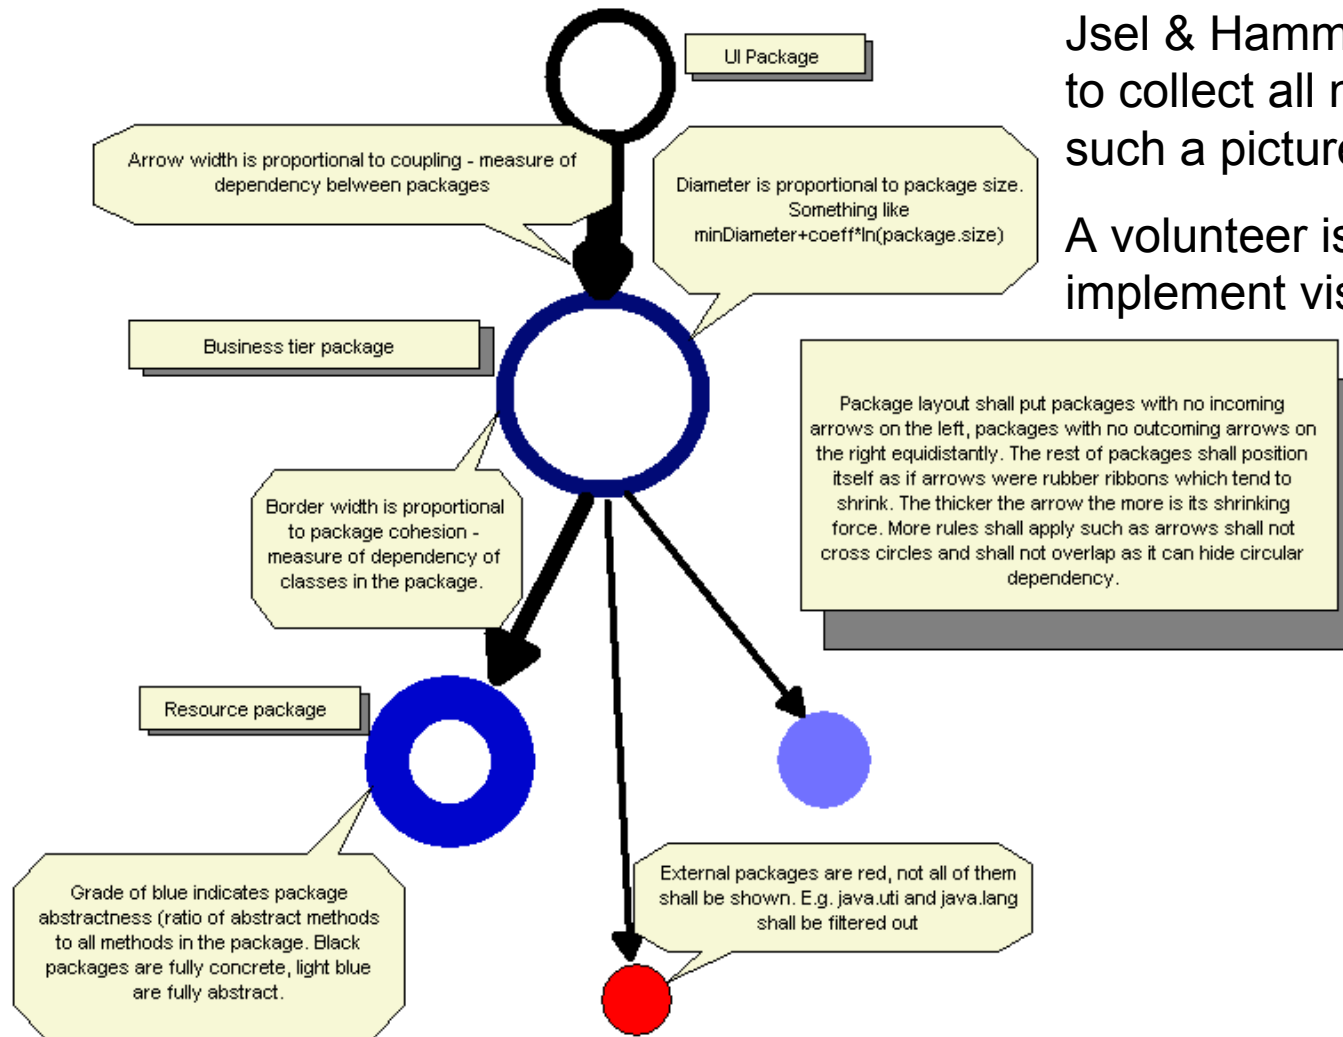 UI Package
Jsel & Hamm
to collect all
such a picture
Arrow width is proportional to coupling - measure of
dependency belween packages
Diameter is proportional to package size.
Something like
minDiameter+coeff*ln(package.size)
A volunteer is
implement vis
Business tier package
Package layout shall put packages with no incoming
arrows on the left, packages with no outcoming arrows on
the right equidistantly. The rest of packages shall position
itself as if arrows were rubber ribbons which tend to
shrink. The thicker the arrow the more is its shrinking
force. More rules shall apply such as arrows shall not
cross circles and shall not overlap as it can hide circular
dependency.
Border width is proportional
to package cohesion -
measure of dependency of
classes in the package.
Resource package
Grade of blue indicates package
abstractness (ratio of abstract methods
to all methods in the package. Black
packages are fully concrete, light blue
are fully abstract.
External packages are red, not all of them
shall be shown. E.g. java.uti and java.lang
shall be filtered out